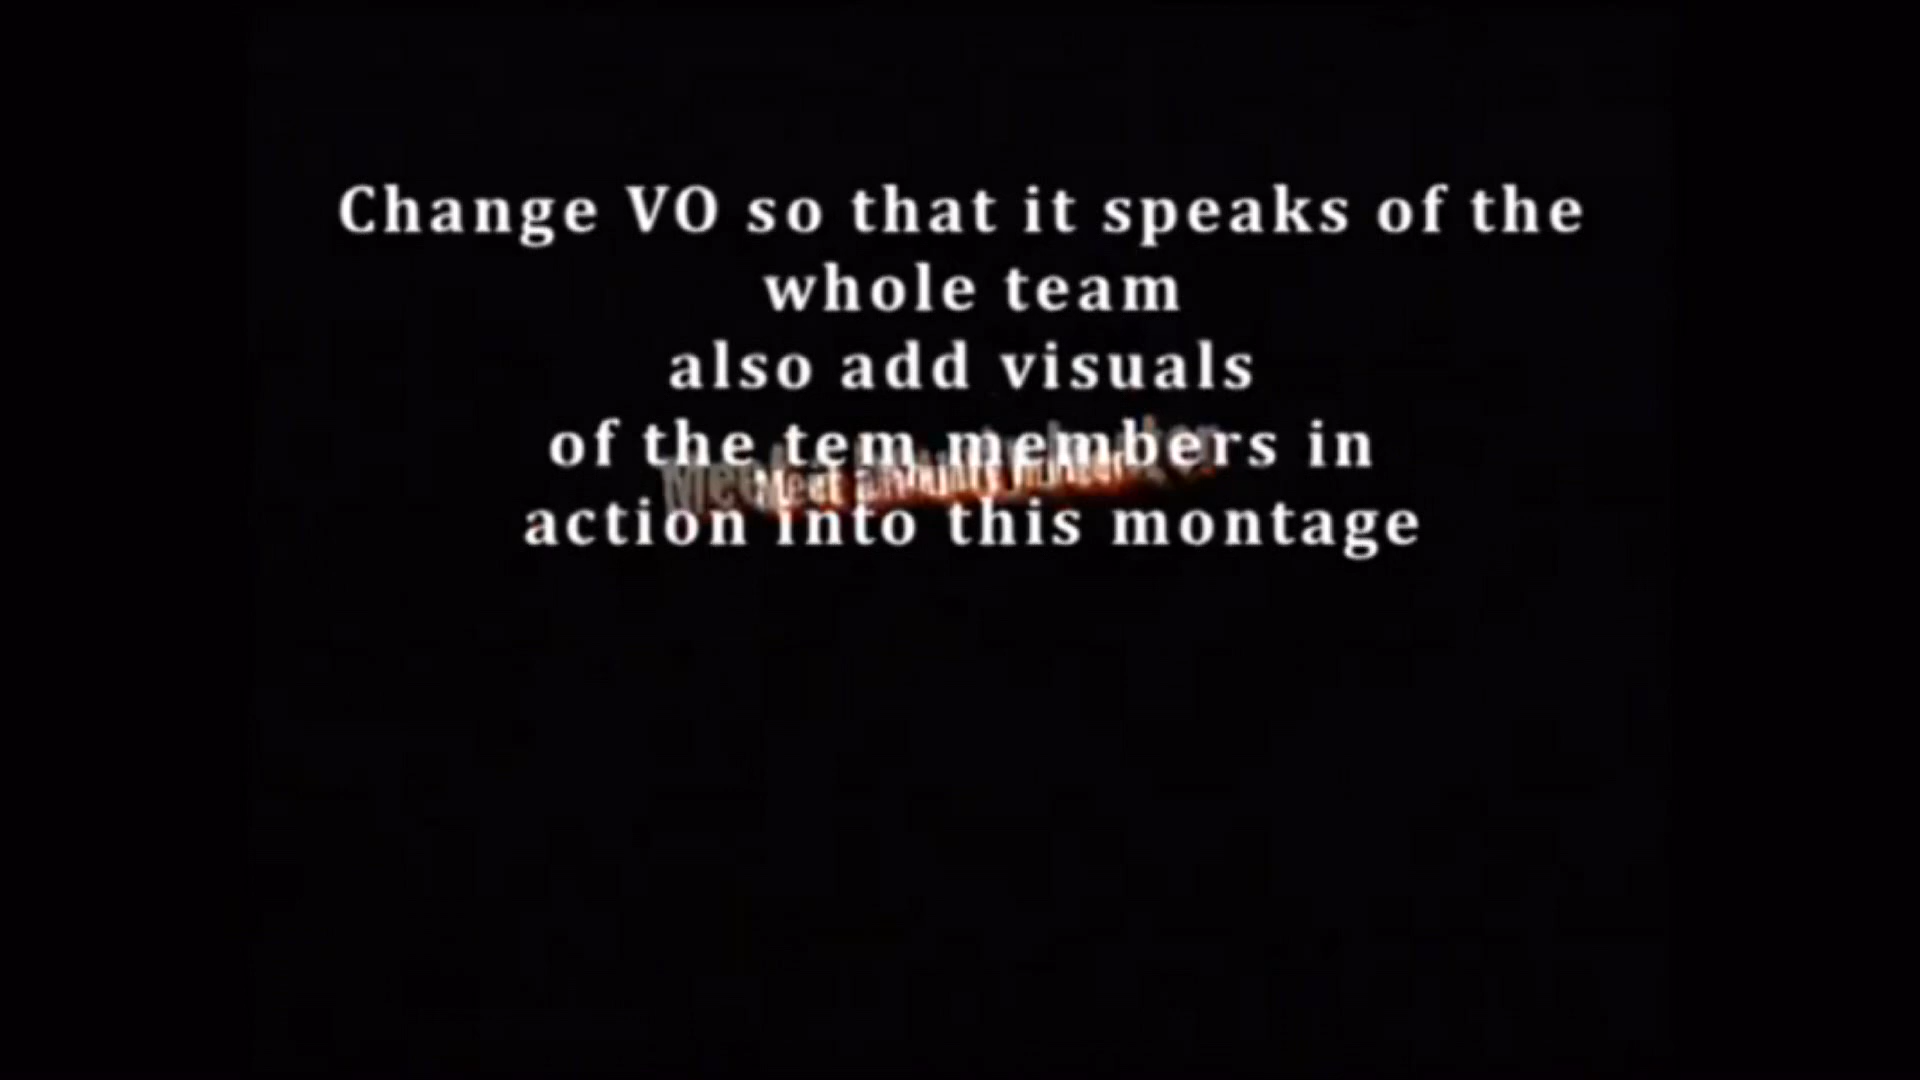 Change VO so that it speaks of the
whole team
also add visuals
of the tem members in
action into this montage
Meet